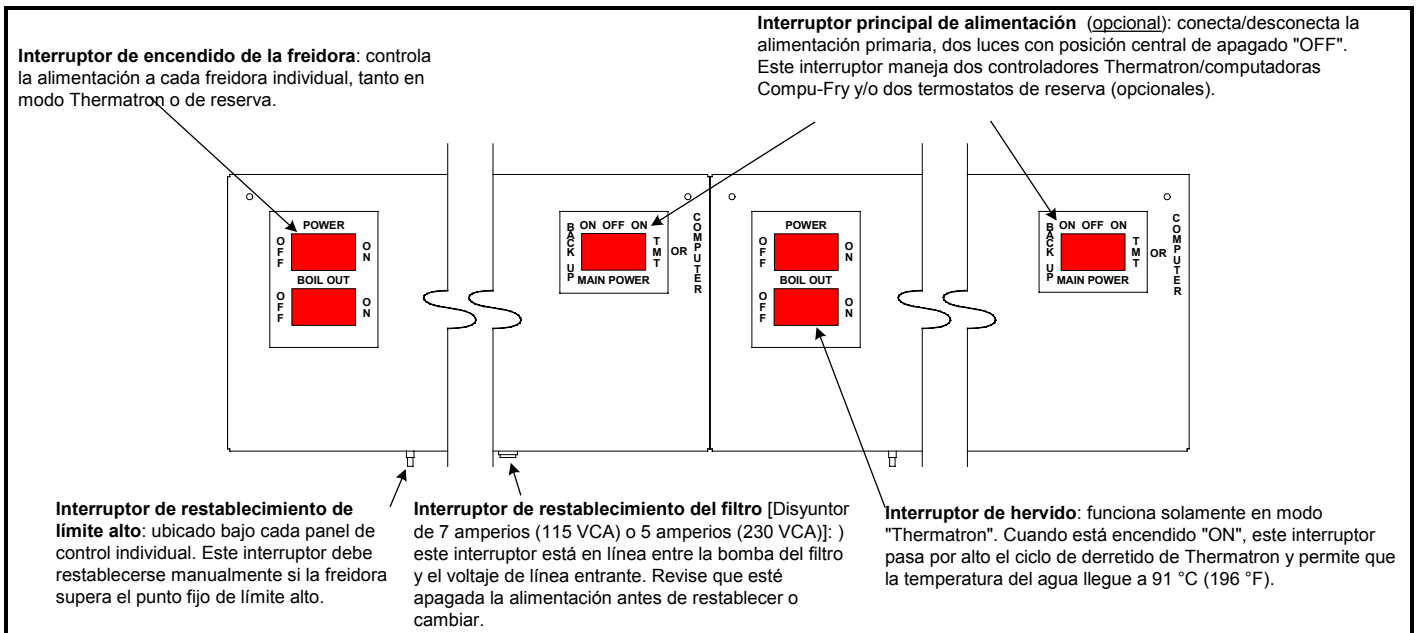 Interruptor de encendido de la freidora: controla
la alimentación a cada freidora individual, tanto en
modo Thermatron o de reserva.
Interruptor principal de alimentación (opcional): conecta/desconecta la
alimentación primaria, dos luces con posición central de apagado "OFF".
Este interruptor maneja dos controladores Thermatron/computadoras
Compu-Fry y/o dos termostatos de reserva (opcionales).
POWER
OFF
ON
BOIL OUT
OFF
ON
BACK UP
ON OFF ON
TMT
OR
COMPUTER
MAIN POWER
POWER
OFF
ON
BOIL OUT
OFF
ON
BACK UP
ON OFF ON
TMT
OR
COMPUTER
MAIN POWER
Interruptor de restablecimiento de
límite alto: ubicado bajo cada panel de
control individual. Este interruptor debe
restablecerse manualmente si la freidora
supera el punto fijo de límite alto.
Interruptor de restablecimiento del filtro [Disyuntor
de 7 amperios (115 VCA) o 5 amperios (230 VCA)]: )
este interruptor está en línea entre la bomba del filtro
y el voltaje de línea entrante. Revise que esté
apagada la alimentación antes de restablecer o
cambiar.
Interruptor de hervido: funciona solamente en modo
"Thermatron". Cuando está encendido "ON", este interruptor
pasa por alto el ciclo de derretido de Thermatron y permite que
la temperatura del agua llegue a 91 °C (196 °F).